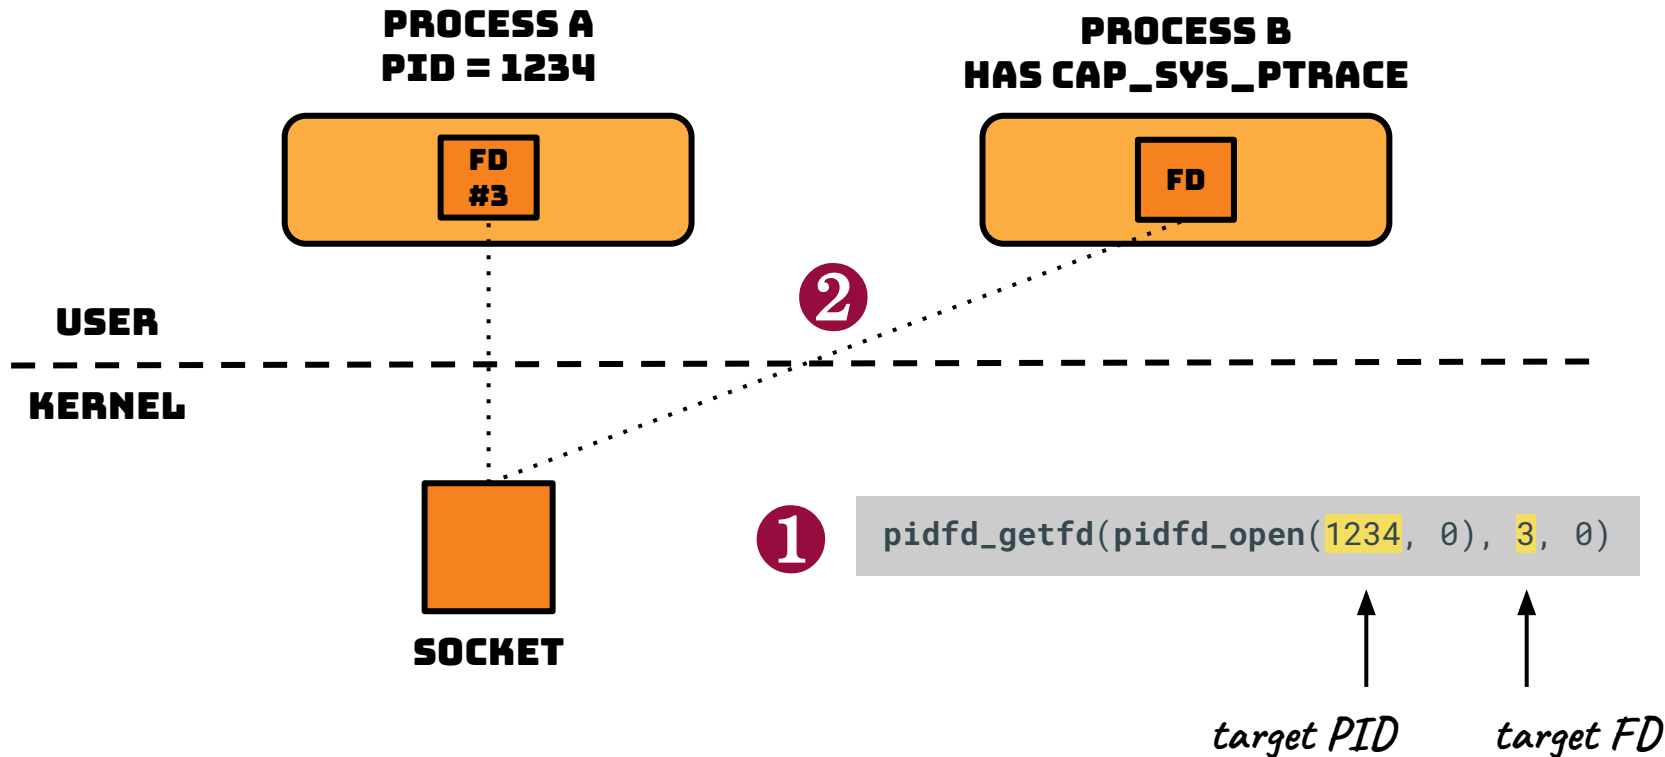 PROCESS A
PID = 1234
PROCESS B
HAS CAP_SYS_PTRACE
FD
#3
FD
2
USER
KERNEL
1
pidfd_getfd(pidfd_open(1234, 0), 3, 0)
SOCKET
target PID
target FD